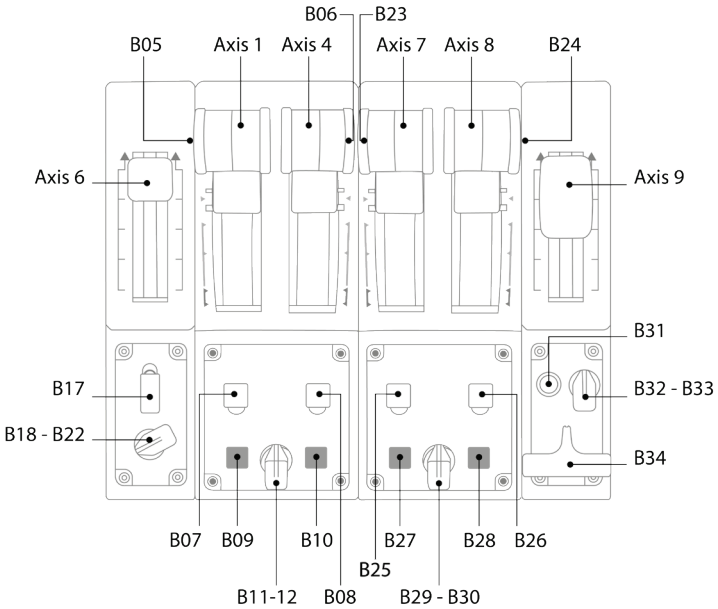 B06 B23
B05 Axis 1 Axis 4 Axis 7 Axis 8 B24
Axis 6 Axis 9
B31
B17 B32 - B33
B18 - B22
B34
B07 B09 B10 B27 B28 B26
B25
B11-12 B08 B29 - B30